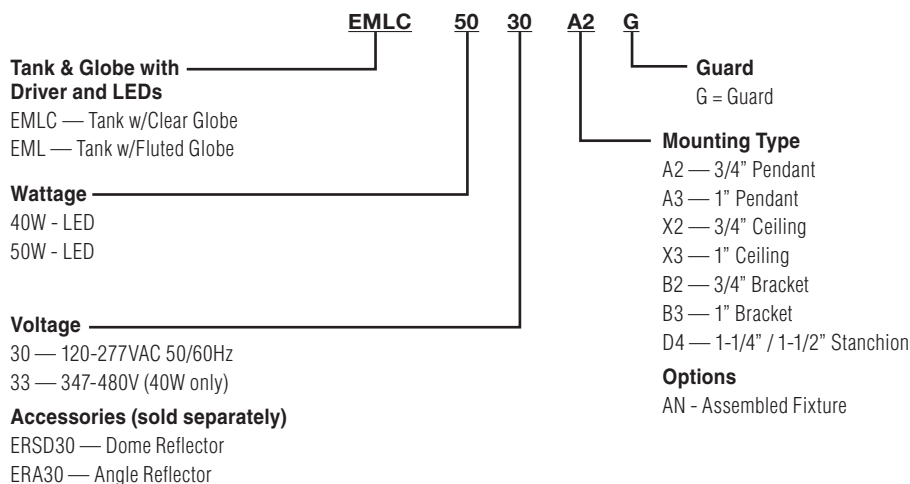 EMLC 50 30 A2 G
Tank & Globe with
Driver and LEDs
EMLC — Tank w/Clear Globe
EML — Tank w/Fluted Globe
Wattage
40W - LED
50W - LED
Voltage
30 — 120-277VAC 50/60Hz
33 — 347-480V (40W only)
Accessories (sold separately)
ERSD30 — Dome Reflector
ERA30 — Angle Reflector
Guard
G = Guard
Mounting Type
A2 — 3/4” Pendant
A3 — 1” Pendant
X2 — 3/4” Ceiling
X3 — 1” Ceiling
B2 — 3/4” Bracket
B3 — 1” Bracket
D4 — 1-1/4” / 1-1/2” Stanchion
Options
AN - Assembled Fixture